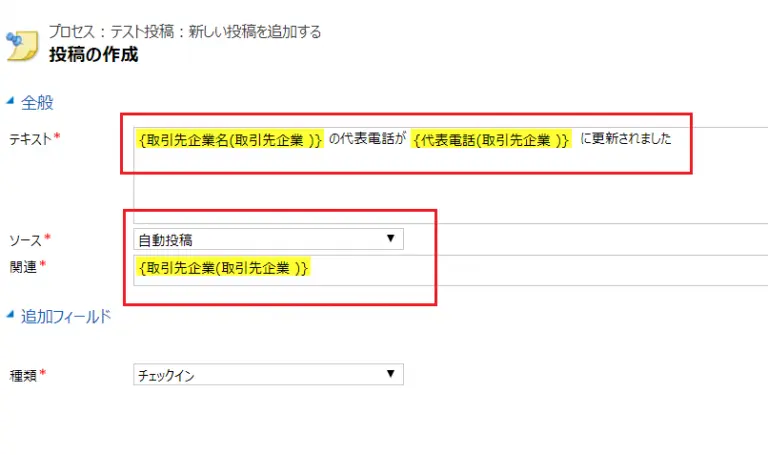 プロセス：テスト投稿：新しい投稿を追加する
投稿の作成
全般
テキスト* {取引先企業名(取引先企業 )} の代表電話が {代表電話(取引先企業 )} に更新されました
ソース* 自動投稿
関連* {取引先企業(取引先企業 )}
追加フィールド
種類* チェックイン